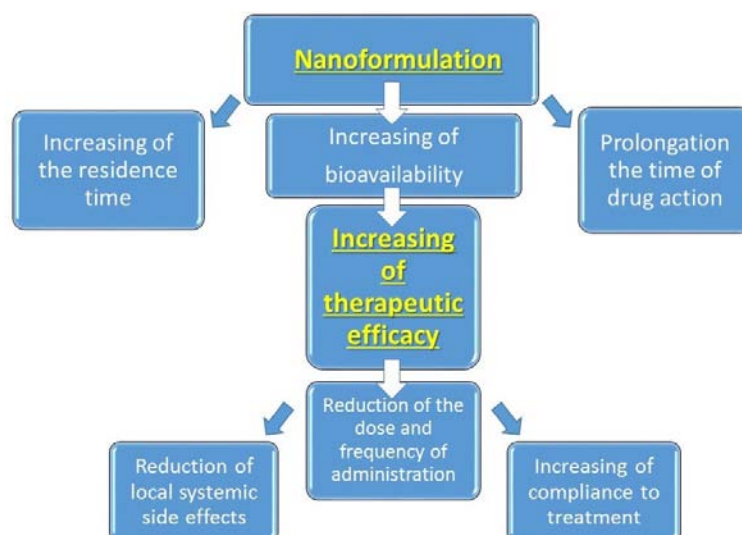 Nanoformulation
Increasing of
the residence
time
Increasing of
bioavailability
Prolongation
the time of
drug action
Increasing
of
therapeutic
efficacy
Reduction of
local systemic
side effects
Reduction of the
dose and
frequency of
administration
Increasing of
compliance to
treatment